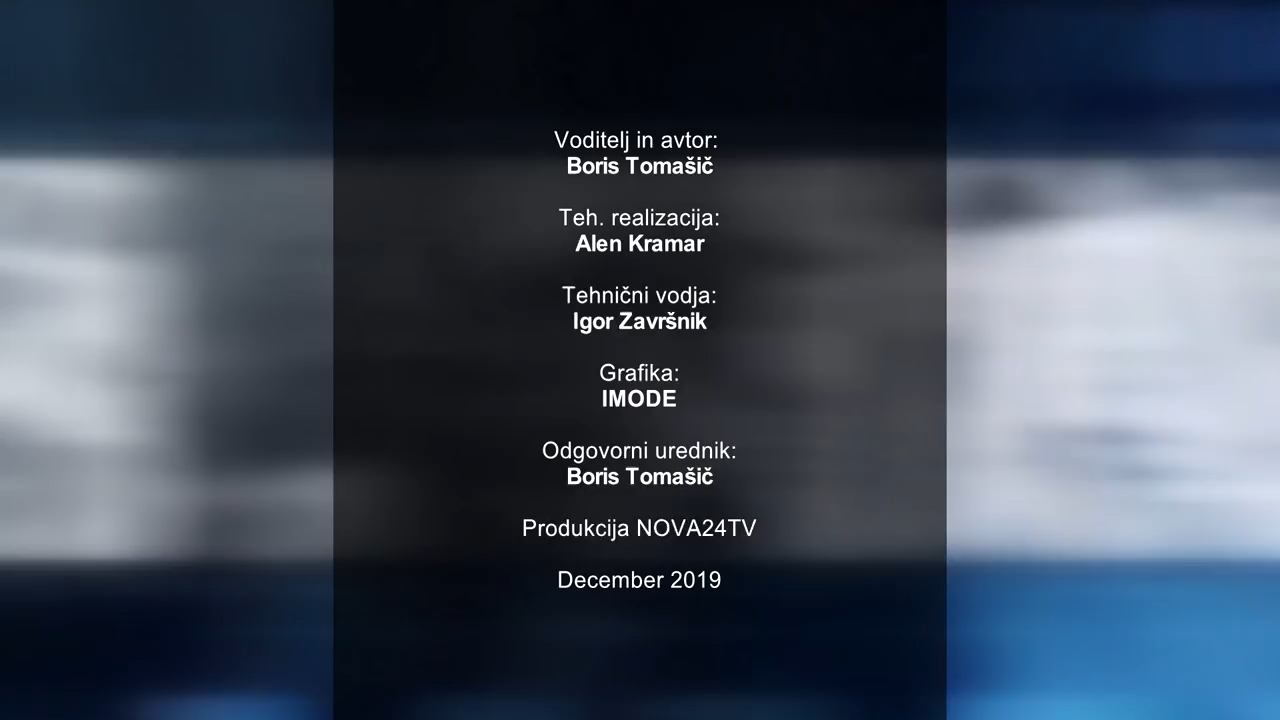 Voditelj in avtor:
Boris Tomašič
Teh. realizacija:
Alen Kramar
Tehnični vodja:
Igor Završnik
Grafika:
IMODE
Odgovorni urednik:
Boris Tomašič
Produkcija NOVA24TV
December 2019